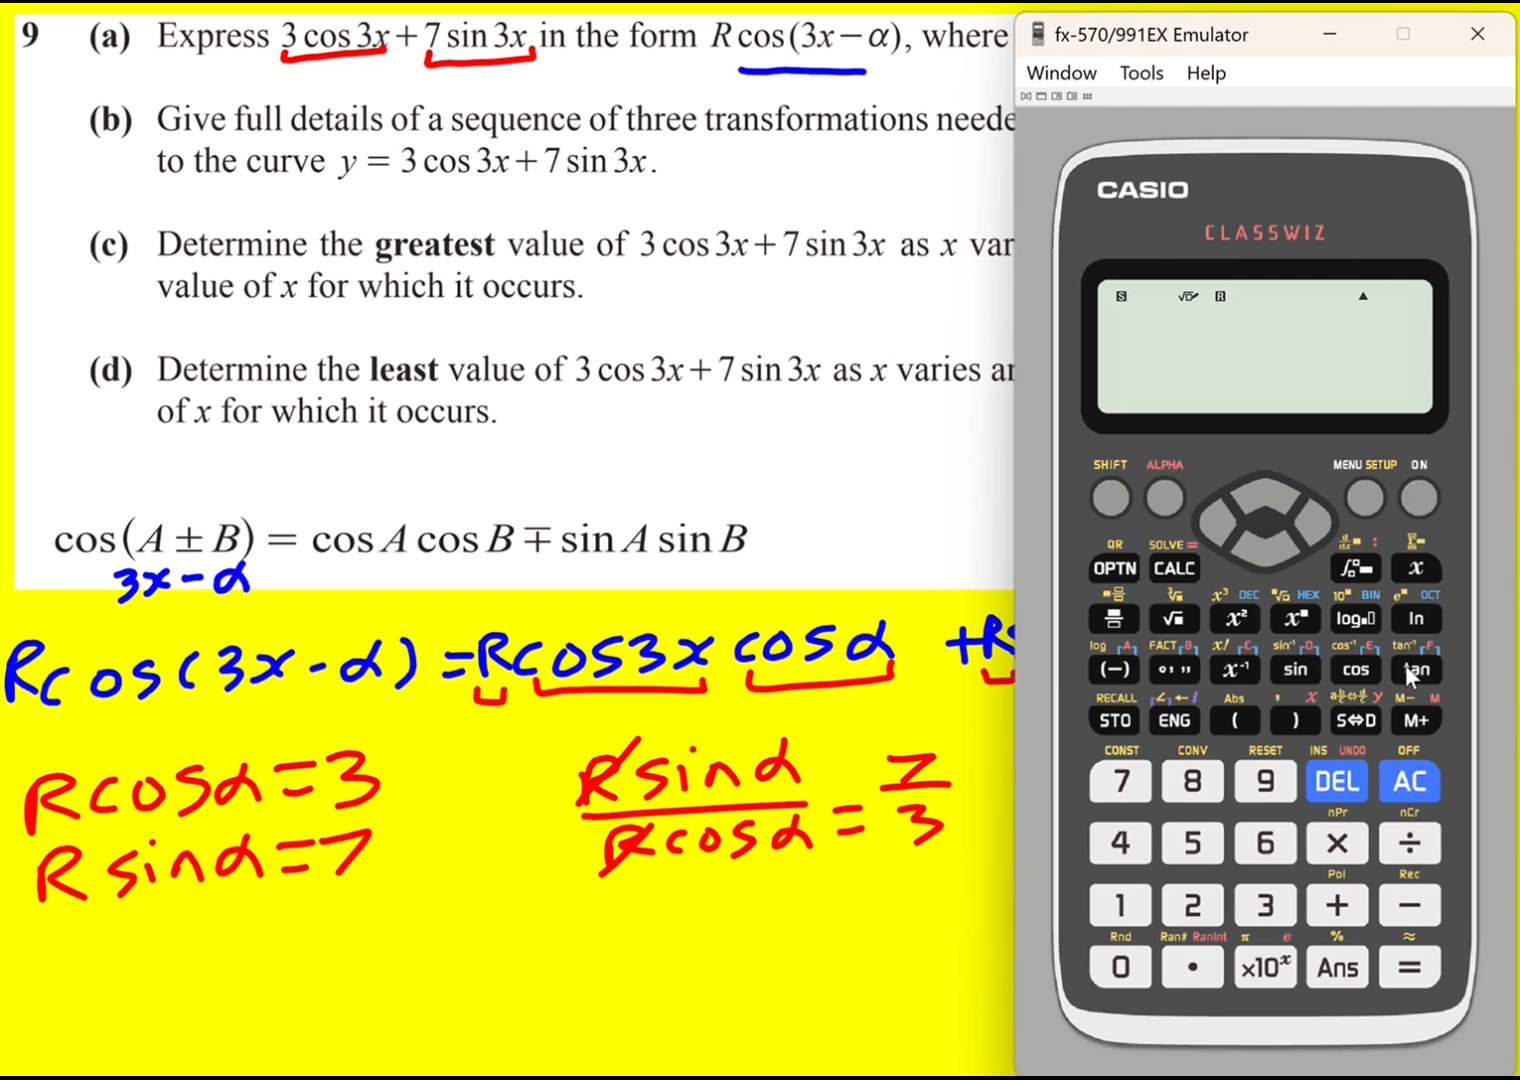 9 (a) Express 3 cos 3x + 7 sin 3x in the form R cos(3x − α), where
(b) Give full details of a sequence of three transformations neede
to the curve y = 3 cos 3x + 7 sin 3x.
(c) Determine the greatest value of 3 cos 3x + 7 sin 3x as x var
value of x for which it occurs.
(d) Determine the least value of 3 cos 3x + 7 sin 3x as x varies an
of x for which it occurs.
cos(A ± B) = cos A cos B ∓ sin A sin B
3x − α
Rcos(3x − α) = Rcos3x cosα + Rs
Rcosα = 3
Rsinα = 7
Rsinα / Rcosα = 7 / 3
fx-570/991EX Emulator
Window Tools Help
CASIO
CLASSWIZ
S √ R ▲
SHIFT ALPHA MENU SETUP ON
QR SOLVE =
OPTN CALC x
x³ DEC HEX 10■ BIN e■ OCT
√■ x² x■ log■□ ln
log A FACT B x! C sin⁻¹ D cos⁻¹ E tan⁻¹ F
(−) ° ’ ” x⁻¹ sin cos tan
RECALL ∠ ← i Abs , x a b/c ⇔ d/c y M− M
STO ENG ( ) S⇔D M+
CONST CONV RESET INS UNDO OFF
7 8 9 DEL AC
nPr nCr
4 5 6 × ÷
Pol Rec
1 2 3 + −
Rnd Ran# RanInt π e % ≈
0 • ×10ˣ Ans =